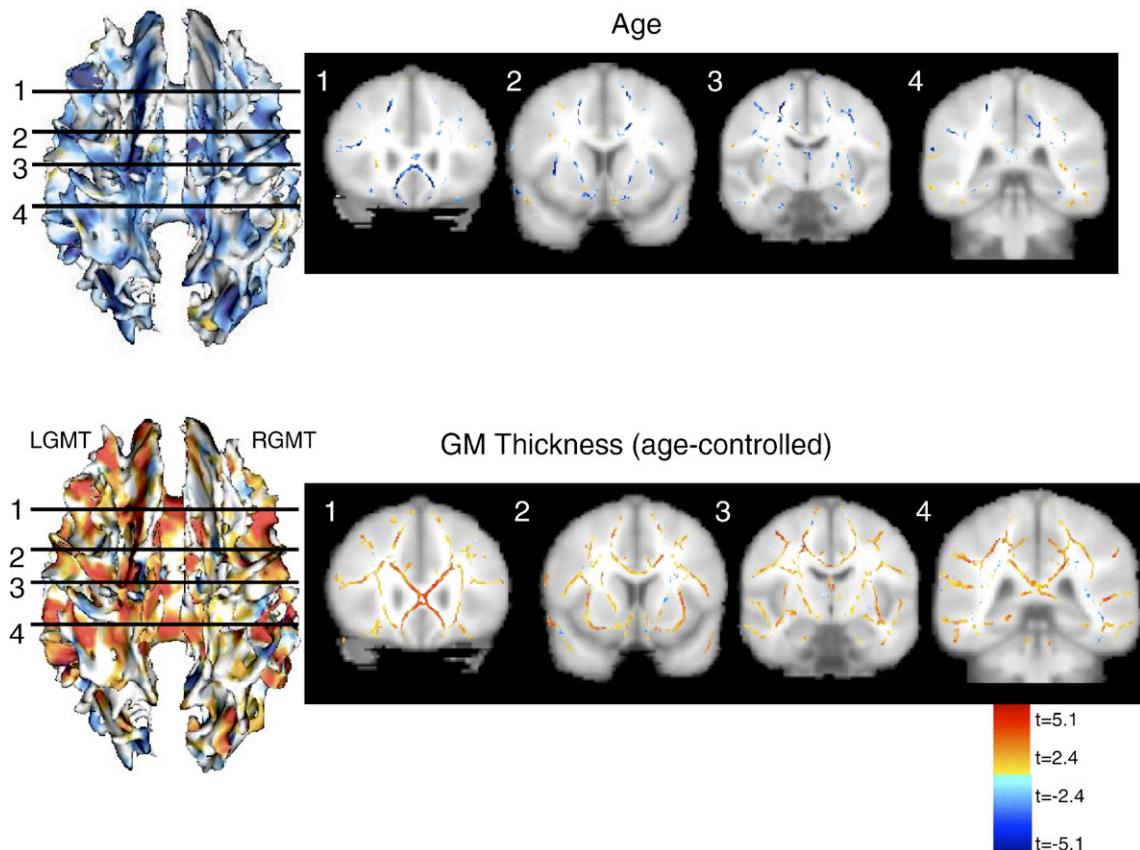 Age
1 2 3 4
1
2
3
4
LGMT RGMT
GM Thickness (age-controlled)
1 2 3 4
1
2
3
4
t=5.1
t=2.4
t=-2.4
t=-5.1